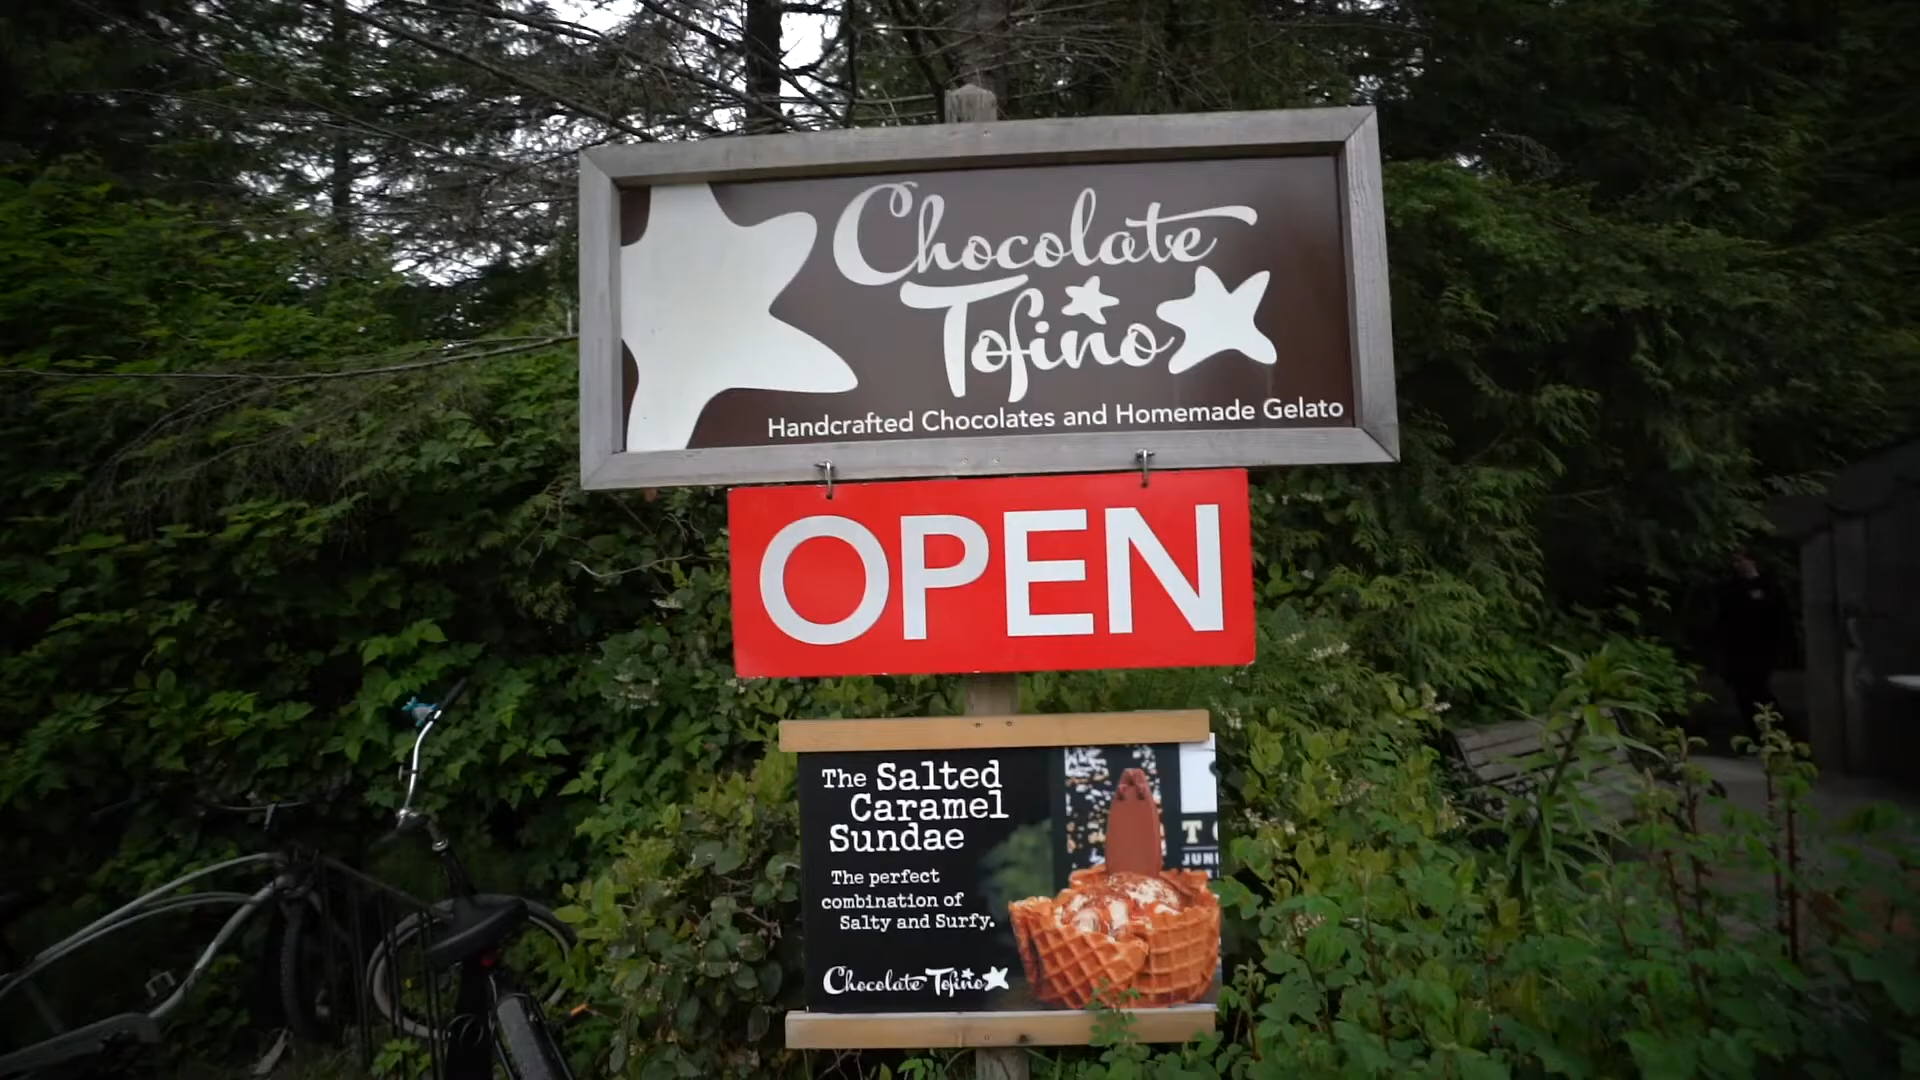 Chocolate
Tofino
Handcrafted Chocolates and Homemade Gelato
OPEN
The Salted
Caramel
Sundae
The perfect
combination of
Salty and Surfy.
Chocolate Tofino